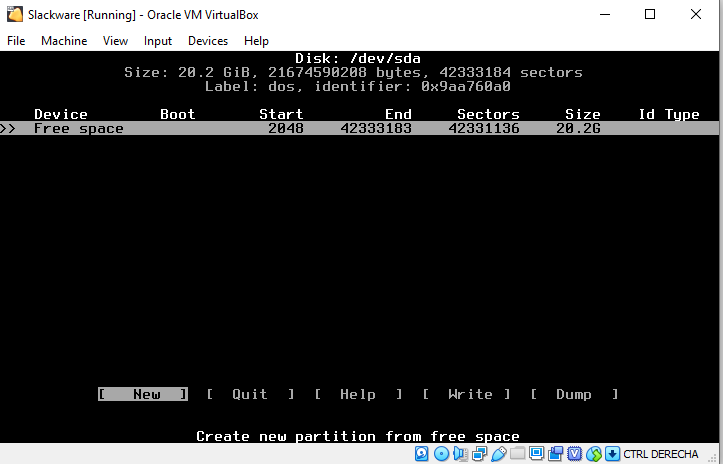 Slackware [Running] - Oracle VM VirtualBox
File Machine View Input Devices Help
Disk: /dev/sda
Size: 20.2 GiB, 21674590208 bytes, 42333184 sectors
Label: dos, identifier: 0x9aa760a0
Device Boot Start End Sectors Size Id Type
>> Free space 2048 42333183 42331136 20.2G
[ New ] [ Quit ] [ Help ] [ Write ] [ Dump ]
Create new partition from free space
CTRL DERECHA